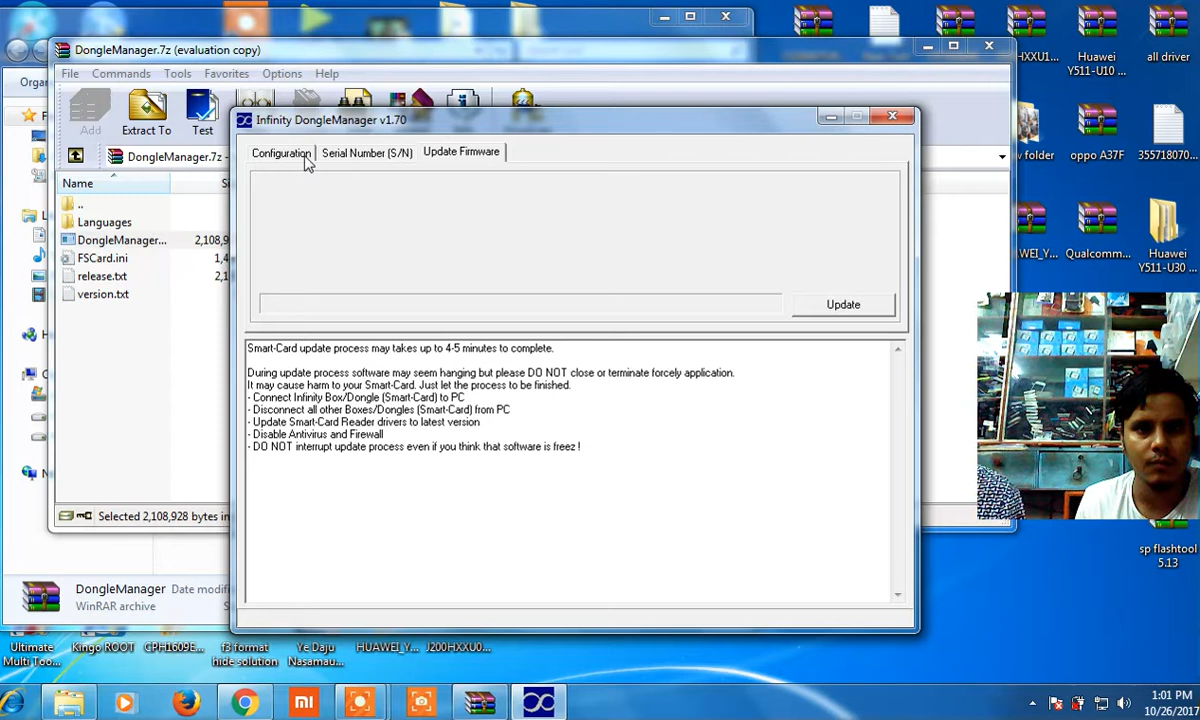 DongleManager.7z (evaluation copy)
File Commands Tools Favorites Options Help
Add Extract To Test
DongleManager.7z -
Name
..
Languages
DongleManager... 2,108,9
FSCard.ini 1,4
release.txt 2,1
version.txt
Selected 2,108,928 bytes in
Organ
DongleManager Date modifi
WinRAR archive
Infinity DongleManager v1.70
Configuration Serial Number (S/N) Update Firmware
Update
Smart-Card update process may takes up to 4-5 minutes to complete.
During update process software may seem hanging but please DO NOT close or terminate forcely application.
It may cause harm to your Smart-Card. Just let the process to be finished.
- Connect Infinity Box/Dongle (Smart-Card) to PC
- Disconnect all other Boxes/Dongles (Smart-Card) from PC
- Update Smart-Card Reader drivers to latest version
- Disable Antivirus and Firewall
- DO NOT interrupt update process even if you think that software is freez !
HXXU1...
Huawei
Y511-U10 ...
all driver
w folder
oppo A37F
355718070...
WEI_Y...
Qualcomm...
Huawei
Y511-U30 ...
sp flashtool
5.13
Ultimate
Multi Too...
Kingo ROOT
CPH1609E...
f3 format
hide solution
Ye Daju
Nasamau...
HUAWEI_Y...
J200HXXU0...
1:01 PM
10/26/2017